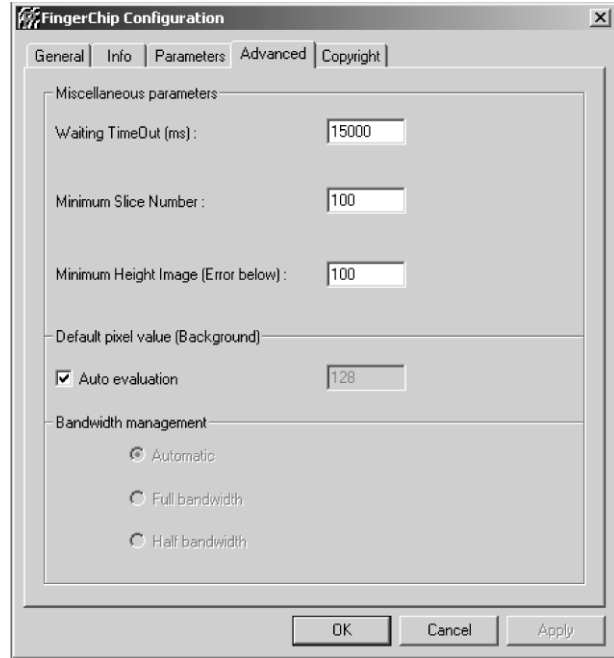 FingerChip Configuration
General Info Parameters Advanced Copyright
Miscellaneous parameters
Waiting TimeOut (ms) : 15000
Minimum Slice Number : 100
Minimum Height Image (Error below) : 100
Default pixel value (Background)
Auto evaluation 128
Bandwidth management
Automatic
Full bandwidth
Half bandwidth
OK Cancel Apply